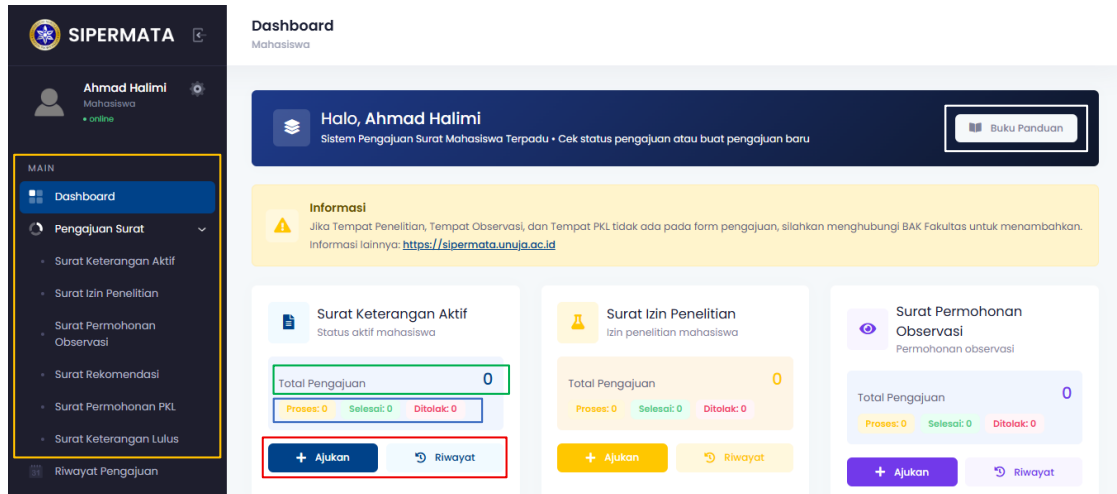 SIPERMATA
Ahmad Halimi
Mahasiswa
• online
MAIN
Dashboard
Pengajuan Surat
Surat Keterangan Aktif
Surat Izin Penelitian
Surat Permohonan
Observasi
Surat Rekomendasi
Surat Permohonan PKL
Surat Keterangan Lulus
Riwayat Pengajuan
Dashboard
Mahasiswa
Halo, Ahmad Halimi
Sistem Pengajuan Surat Mahasiswa Terpadu • Cek status pengajuan atau buat pengajuan baru
Buku Panduan
Informasi
Jika Tempat Penelitian, Tempat Observasi, dan Tempat PKL tidak ada pada form pengajuan, silahkan menghubungi BAK Fakultas untuk menambahkan.
Informasi lainnya: https://sipermata.unuja.ac.id
Surat Keterangan Aktif
Status aktif mahasiswa
Total Pengajuan 0
Proses: 0 Selesai: 0 Ditolak: 0
+ Ajukan Riwayat
Surat Izin Penelitian
Izin penelitian mahasiswa
Total Pengajuan 0
Proses: 0 Selesai: 0 Ditolak: 0
+ Ajukan Riwayat
Surat Permohonan
Observasi
Permohonan observasi
Total Pengajuan 0
Proses: 0 Selesai: 0 Ditolak: 0
+ Ajukan Riwayat